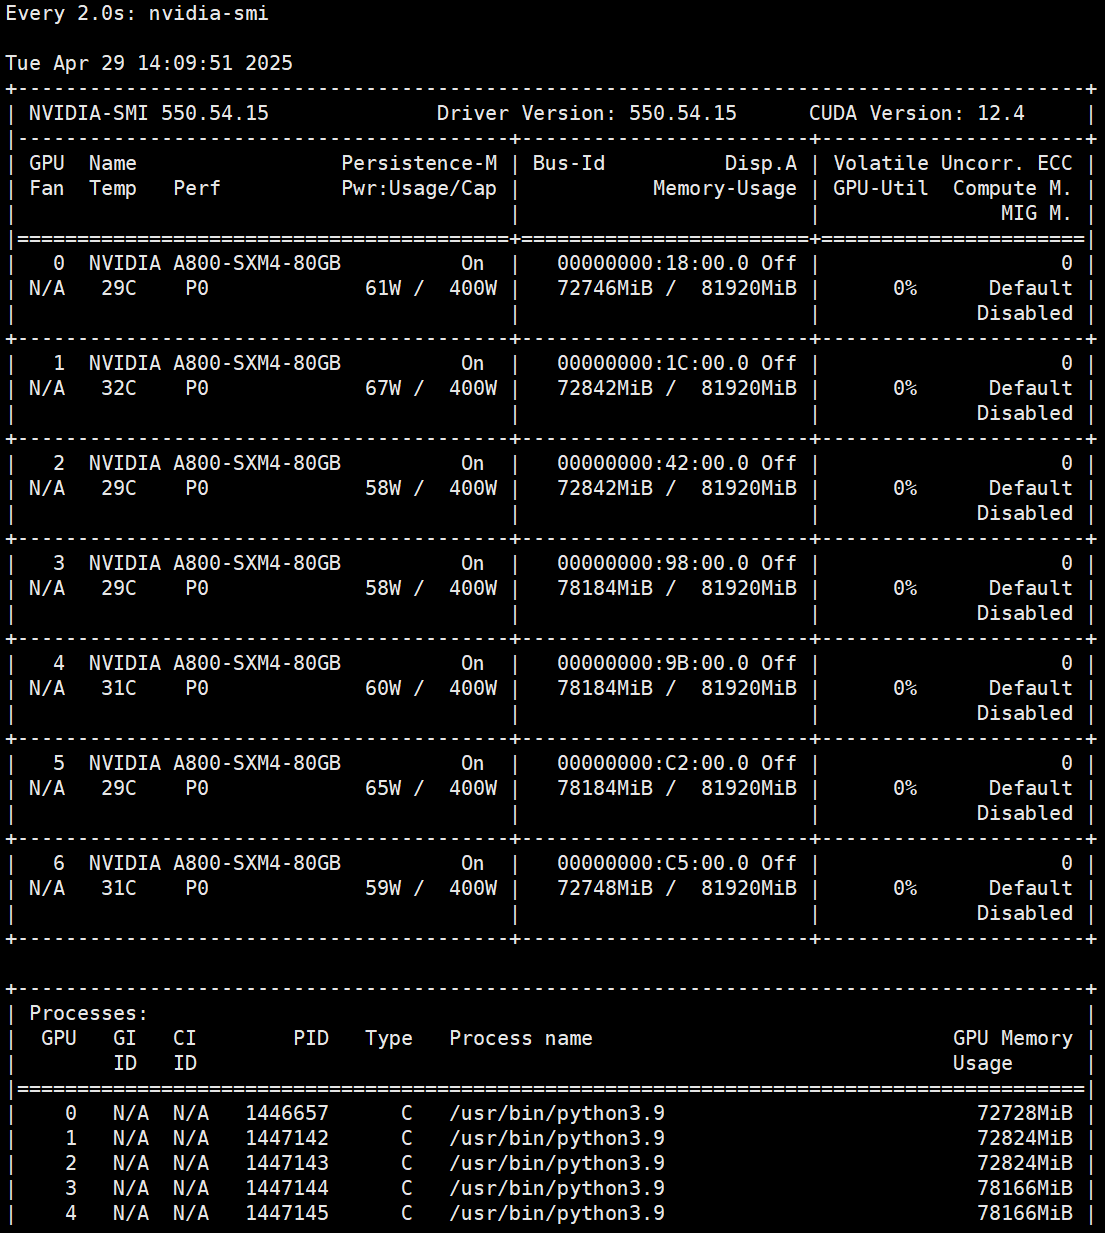 Every 2.0s: nvidia-smi
Tue Apr 29 14:09:51 2025
+-----------------------------------------------------------------------------------------+
| NVIDIA-SMI 550.54.15              Driver Version: 550.54.15      CUDA Version: 12.4     |
|-----------------------------------------+------------------------+----------------------+
| GPU  Name                 Persistence-M | Bus-Id          Disp.A | Volatile Uncorr. ECC |
| Fan  Temp   Perf          Pwr:Usage/Cap |           Memory-Usage | GPU-Util  Compute M. |
|                                         |                        |               MIG M. |
|=========================================+========================+======================|
|   0  NVIDIA A800-SXM4-80GB          On  |   00000000:18:00.0 Off |                    0 |
| N/A   29C    P0             61W /  400W |   72746MiB /  81920MiB |      0%      Default |
|                                         |                        |             Disabled |
+-----------------------------------------+------------------------+----------------------+
|   1  NVIDIA A800-SXM4-80GB          On  |   00000000:1C:00.0 Off |                    0 |
| N/A   32C    P0             67W /  400W |   72842MiB /  81920MiB |      0%      Default |
|                                         |                        |             Disabled |
+-----------------------------------------+------------------------+----------------------+
|   2  NVIDIA A800-SXM4-80GB          On  |   00000000:42:00.0 Off |                    0 |
| N/A   29C    P0             58W /  400W |   72842MiB /  81920MiB |      0%      Default |
|                                         |                        |             Disabled |
+-----------------------------------------+------------------------+----------------------+
|   3  NVIDIA A800-SXM4-80GB          On  |   00000000:98:00.0 Off |                    0 |
| N/A   29C    P0             58W /  400W |   78184MiB /  81920MiB |      0%      Default |
|                                         |                        |             Disabled |
+-----------------------------------------+------------------------+----------------------+
|   4  NVIDIA A800-SXM4-80GB          On  |   00000000:9B:00.0 Off |                    0 |
| N/A   31C    P0             60W /  400W |   78184MiB /  81920MiB |      0%      Default |
|                                         |                        |             Disabled |
+-----------------------------------------+------------------------+----------------------+
|   5  NVIDIA A800-SXM4-80GB          On  |   00000000:C2:00.0 Off |                    0 |
| N/A   29C    P0             65W /  400W |   78184MiB /  81920MiB |      0%      Default |
|                                         |                        |             Disabled |
+-----------------------------------------+------------------------+----------------------+
|   6  NVIDIA A800-SXM4-80GB          On  |   00000000:C5:00.0 Off |                    0 |
| N/A   31C    P0             59W /  400W |   72748MiB /  81920MiB |      0%      Default |
|                                         |                        |             Disabled |
+-----------------------------------------+------------------------+----------------------+
+-----------------------------------------------------------------------------------------+
| Processes:                                                                              |
|  GPU   GI   CI        PID   Type   Process name                              GPU Memory |
|        ID   ID                                                               Usage      |
|=========================================================================================|
|    0   N/A  N/A   1446657      C   /usr/bin/python3.9                          72728MiB |
|    1   N/A  N/A   1447142      C   /usr/bin/python3.9                          72824MiB |
|    2   N/A  N/A   1447143      C   /usr/bin/python3.9                          72824MiB |
|    3   N/A  N/A   1447144      C   /usr/bin/python3.9                          78166MiB |
|    4   N/A  N/A   1447145      C   /usr/bin/python3.9                          78166MiB |